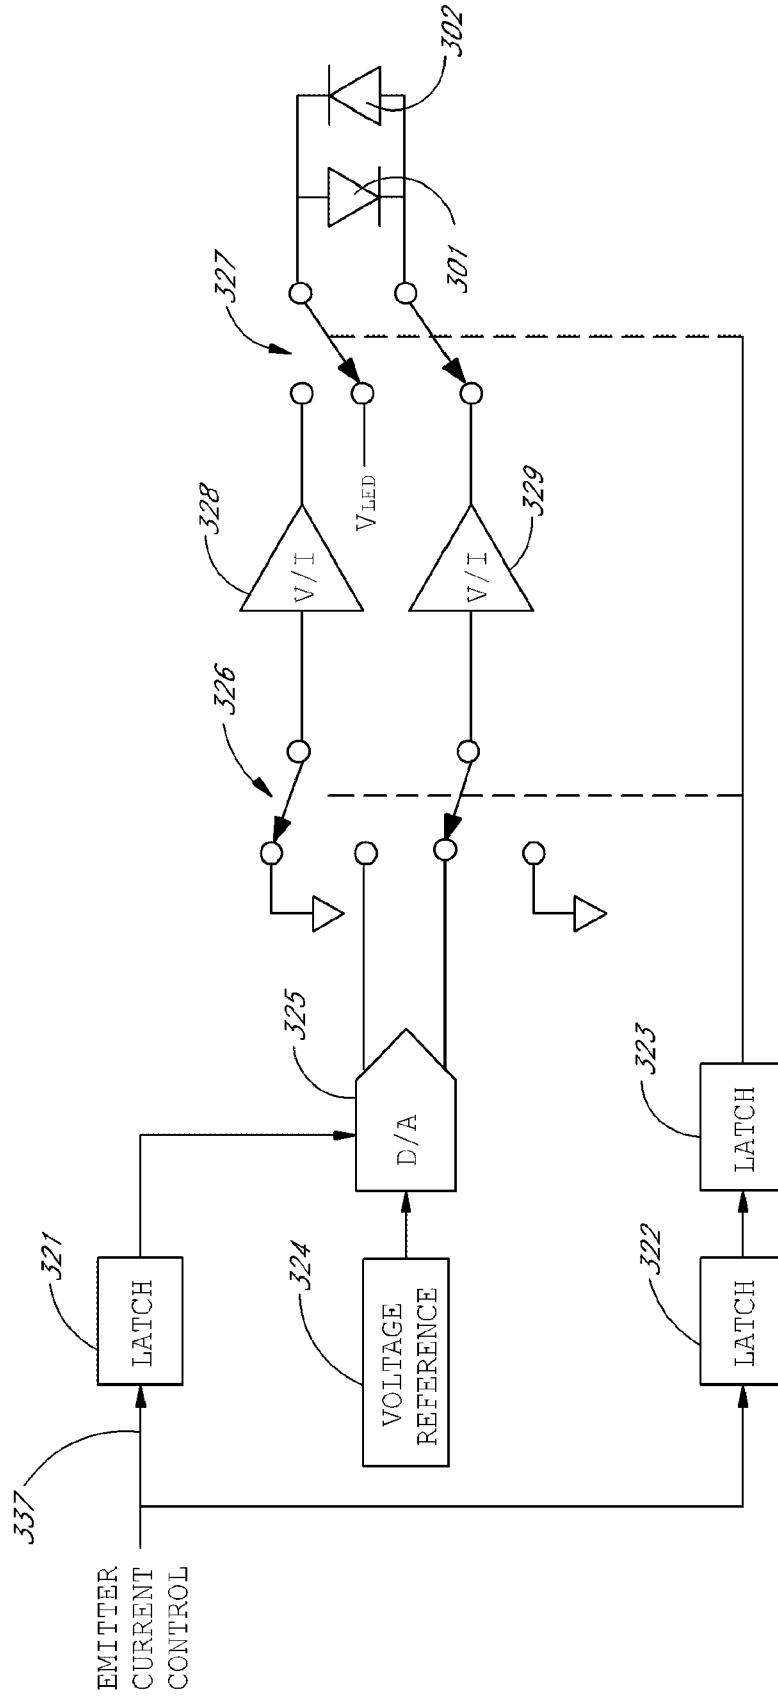 EMITTER
CURRENT
CONTROL
337
LATCH
321
VOLTAGE
REFERENCE
324
D/A
325
LATCH
322
LATCH
323
326
V/I
328
V/I
329
VLED
327
301
302